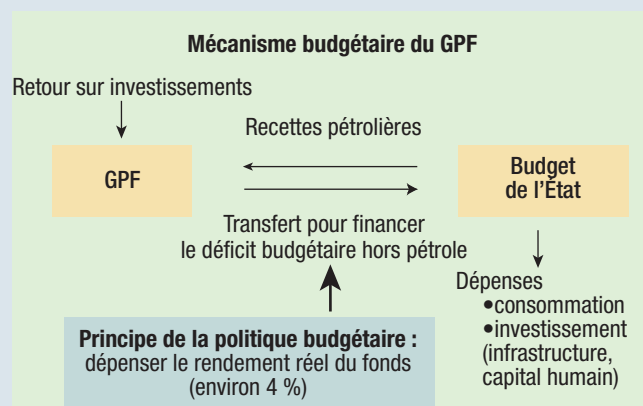 Mécanisme budgétaire du GPF
Retour sur investissements
Recettes pétrolières
GPF
Budget
de l'État
Transfert pour financer
le déficit budgétaire hors pétrole
Dépenses
•consommation
•investissement
(infrastructure,
capital humain)
Principe de la politique budgétaire :
dépenser le rendement réel du fonds
(environ 4 %)